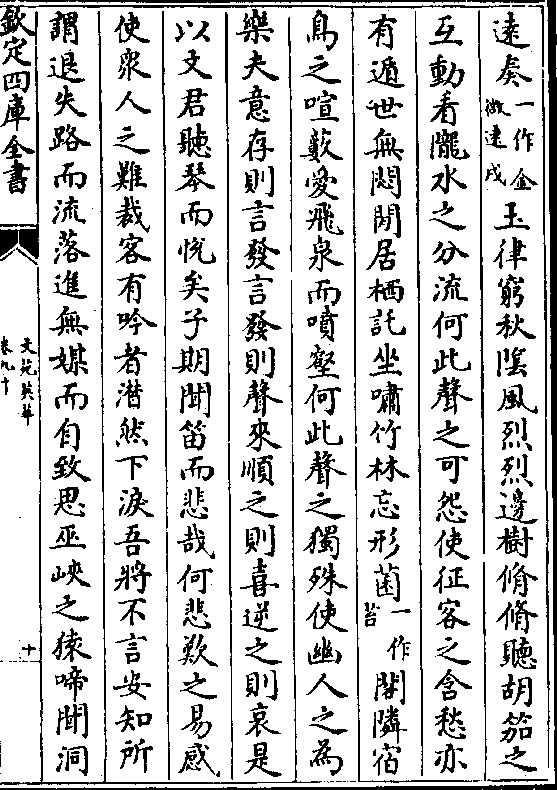 遠奏一作金徹遠戍玉律窮秋隂風烈烈邊樹脩脩聽胡笳之
互動看隴水之分流何此聲之可怨使征客之含愁亦
有遁世無悶閒居栖託坐嘯竹林忘形菌一作苔閣隣宿
鳥之喧藪愛飛泉而噴壑何此聲之獨殊使幽人之為
樂夫意存則言發言發則聲來順之則喜逆之則哀是
以文君聽琴而悅矣子期聞笛而悲哉何悲歎之易感
使衆人之難裁客有吟者潸然下淚吾將不言安知所
謂退失路而流落進無媒而自致思巫峽之猿啼聞洞
欽定四庫全書
文苑英華
卷九十
十